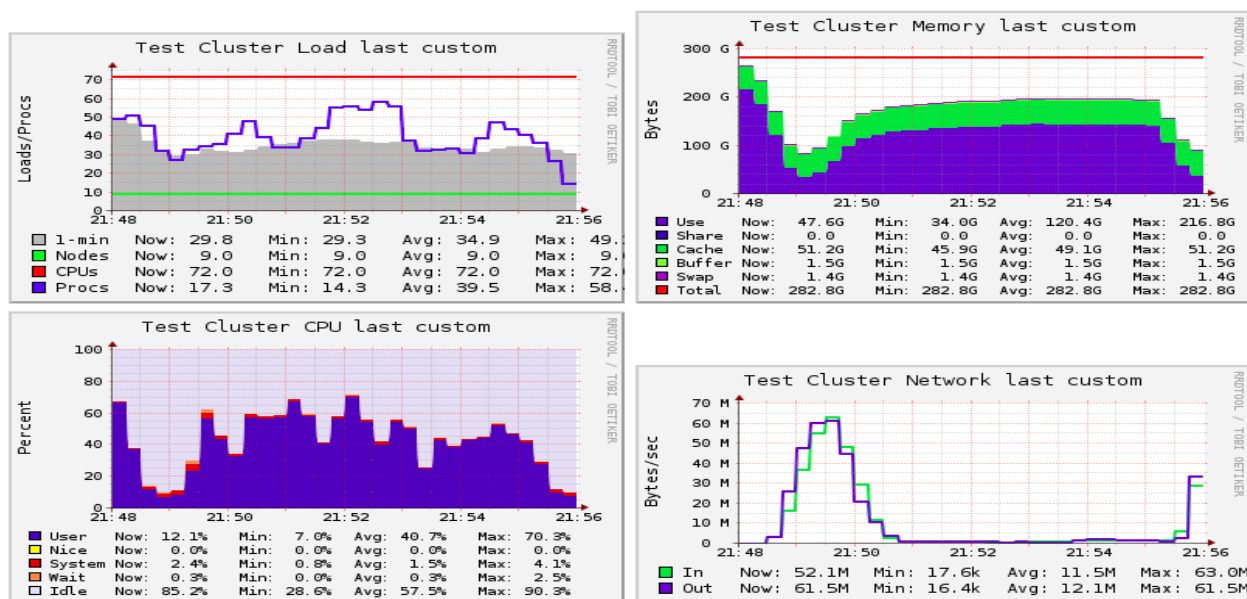 Test Cluster Load last custom
RRDTOOL / TOBI OETIKER
Loads/Procs
70
60
50
40
30
20
10
0
21:48 21:50 21:52 21:54 21:56
1-min Now: 29.8 Min: 29.3 Avg: 34.9 Max: 49.
Nodes Now: 9.0 Min: 9.0 Avg: 9.0 Max: 9.
CPUs Now: 72.0 Min: 72.0 Avg: 72.0 Max: 72.
Procs Now: 17.3 Min: 14.3 Avg: 39.5 Max: 58.
Test Cluster Memory last custom
RRDTOOL / TOBI OETIKER
Bytes
300 G
200 G
100 G
0
21:48 21:50 21:52 21:54 21:56
Use Now: 47.6G Min: 34.0G Avg: 120.4G Max: 216.8G
Share Now: 0.0 Min: 0.0 Avg: 0.0 Max: 0.0
Cache Now: 51.2G Min: 45.9G Avg: 49.1G Max: 51.2G
Buffer Now: 1.5G Min: 1.5G Avg: 1.5G Max: 1.5G
Swap Now: 1.4G Min: 1.4G Avg: 1.4G Max: 1.4G
Total Now: 282.8G Min: 282.8G Avg: 282.8G Max: 282.8G
Test Cluster CPU last custom
RRDTOOL / TOBI OETIKER
Percent
100
80
60
40
20
0
21:48 21:50 21:52 21:54 21:56
User Now: 12.1% Min: 7.0% Avg: 40.7% Max: 70.3%
Nice Now: 0.0% Min: 0.0% Avg: 0.0% Max: 0.0%
System Now: 2.4% Min: 0.8% Avg: 1.5% Max: 4.1%
Wait Now: 0.3% Min: 0.0% Avg: 0.3% Max: 2.5%
Idle Now: 85.2% Min: 28.6% Avg: 57.5% Max: 90.3%
Test Cluster Network last custom
RRDTOOL / TOBI OETIKER
Bytes/sec
70 M
60 M
50 M
40 M
30 M
20 M
10 M
0
21:48 21:50 21:52 21:54 21:56
In Now: 52.1M Min: 17.6k Avg: 11.5M Max: 63.0M
Out Now: 61.5M Min: 16.4k Avg: 12.1M Max: 61.5M